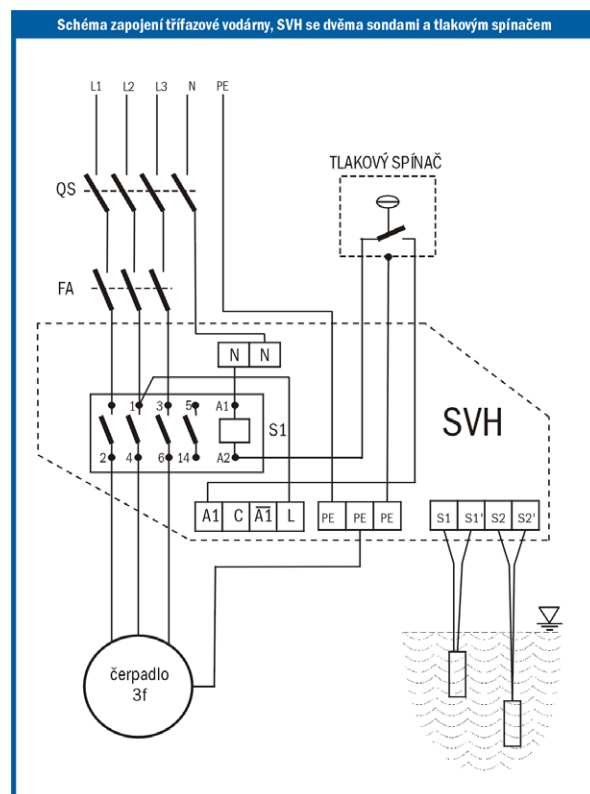 Schéma zapojení třífazové vodárny, SVH se dvěma sondami a tlakovým spínačem
L1 L2 L3 N PE
TLAKOVÝ SPÍNAČ
QS
FA
N N
1 3 5 A1
S1
SVH
2 4 6 14 A2
A1 C A̅1̅ L PE PE PE
S1 S1' S2 S2'
čerpadlo
3f